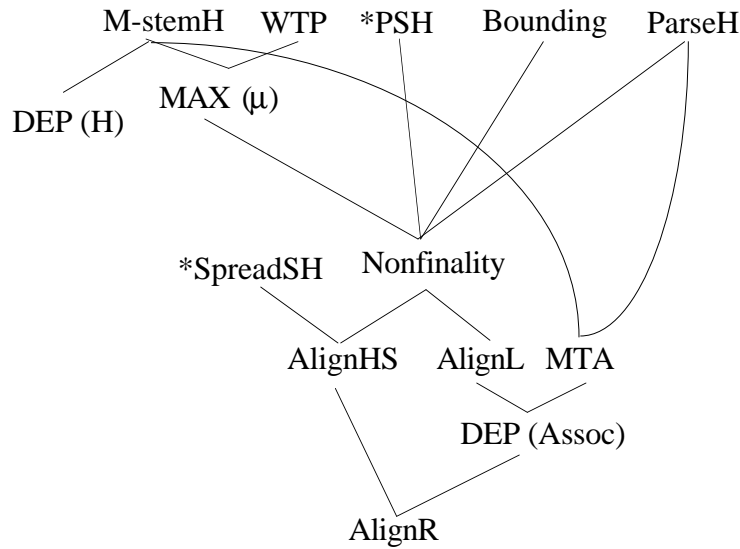 M-stemH WTP *PSH Bounding ParseH
MAX (μ)
DEP (H)
Nonfinality
*SpreadSH
AlignHS AlignL MTA
DEP (Assoc)
AlignR